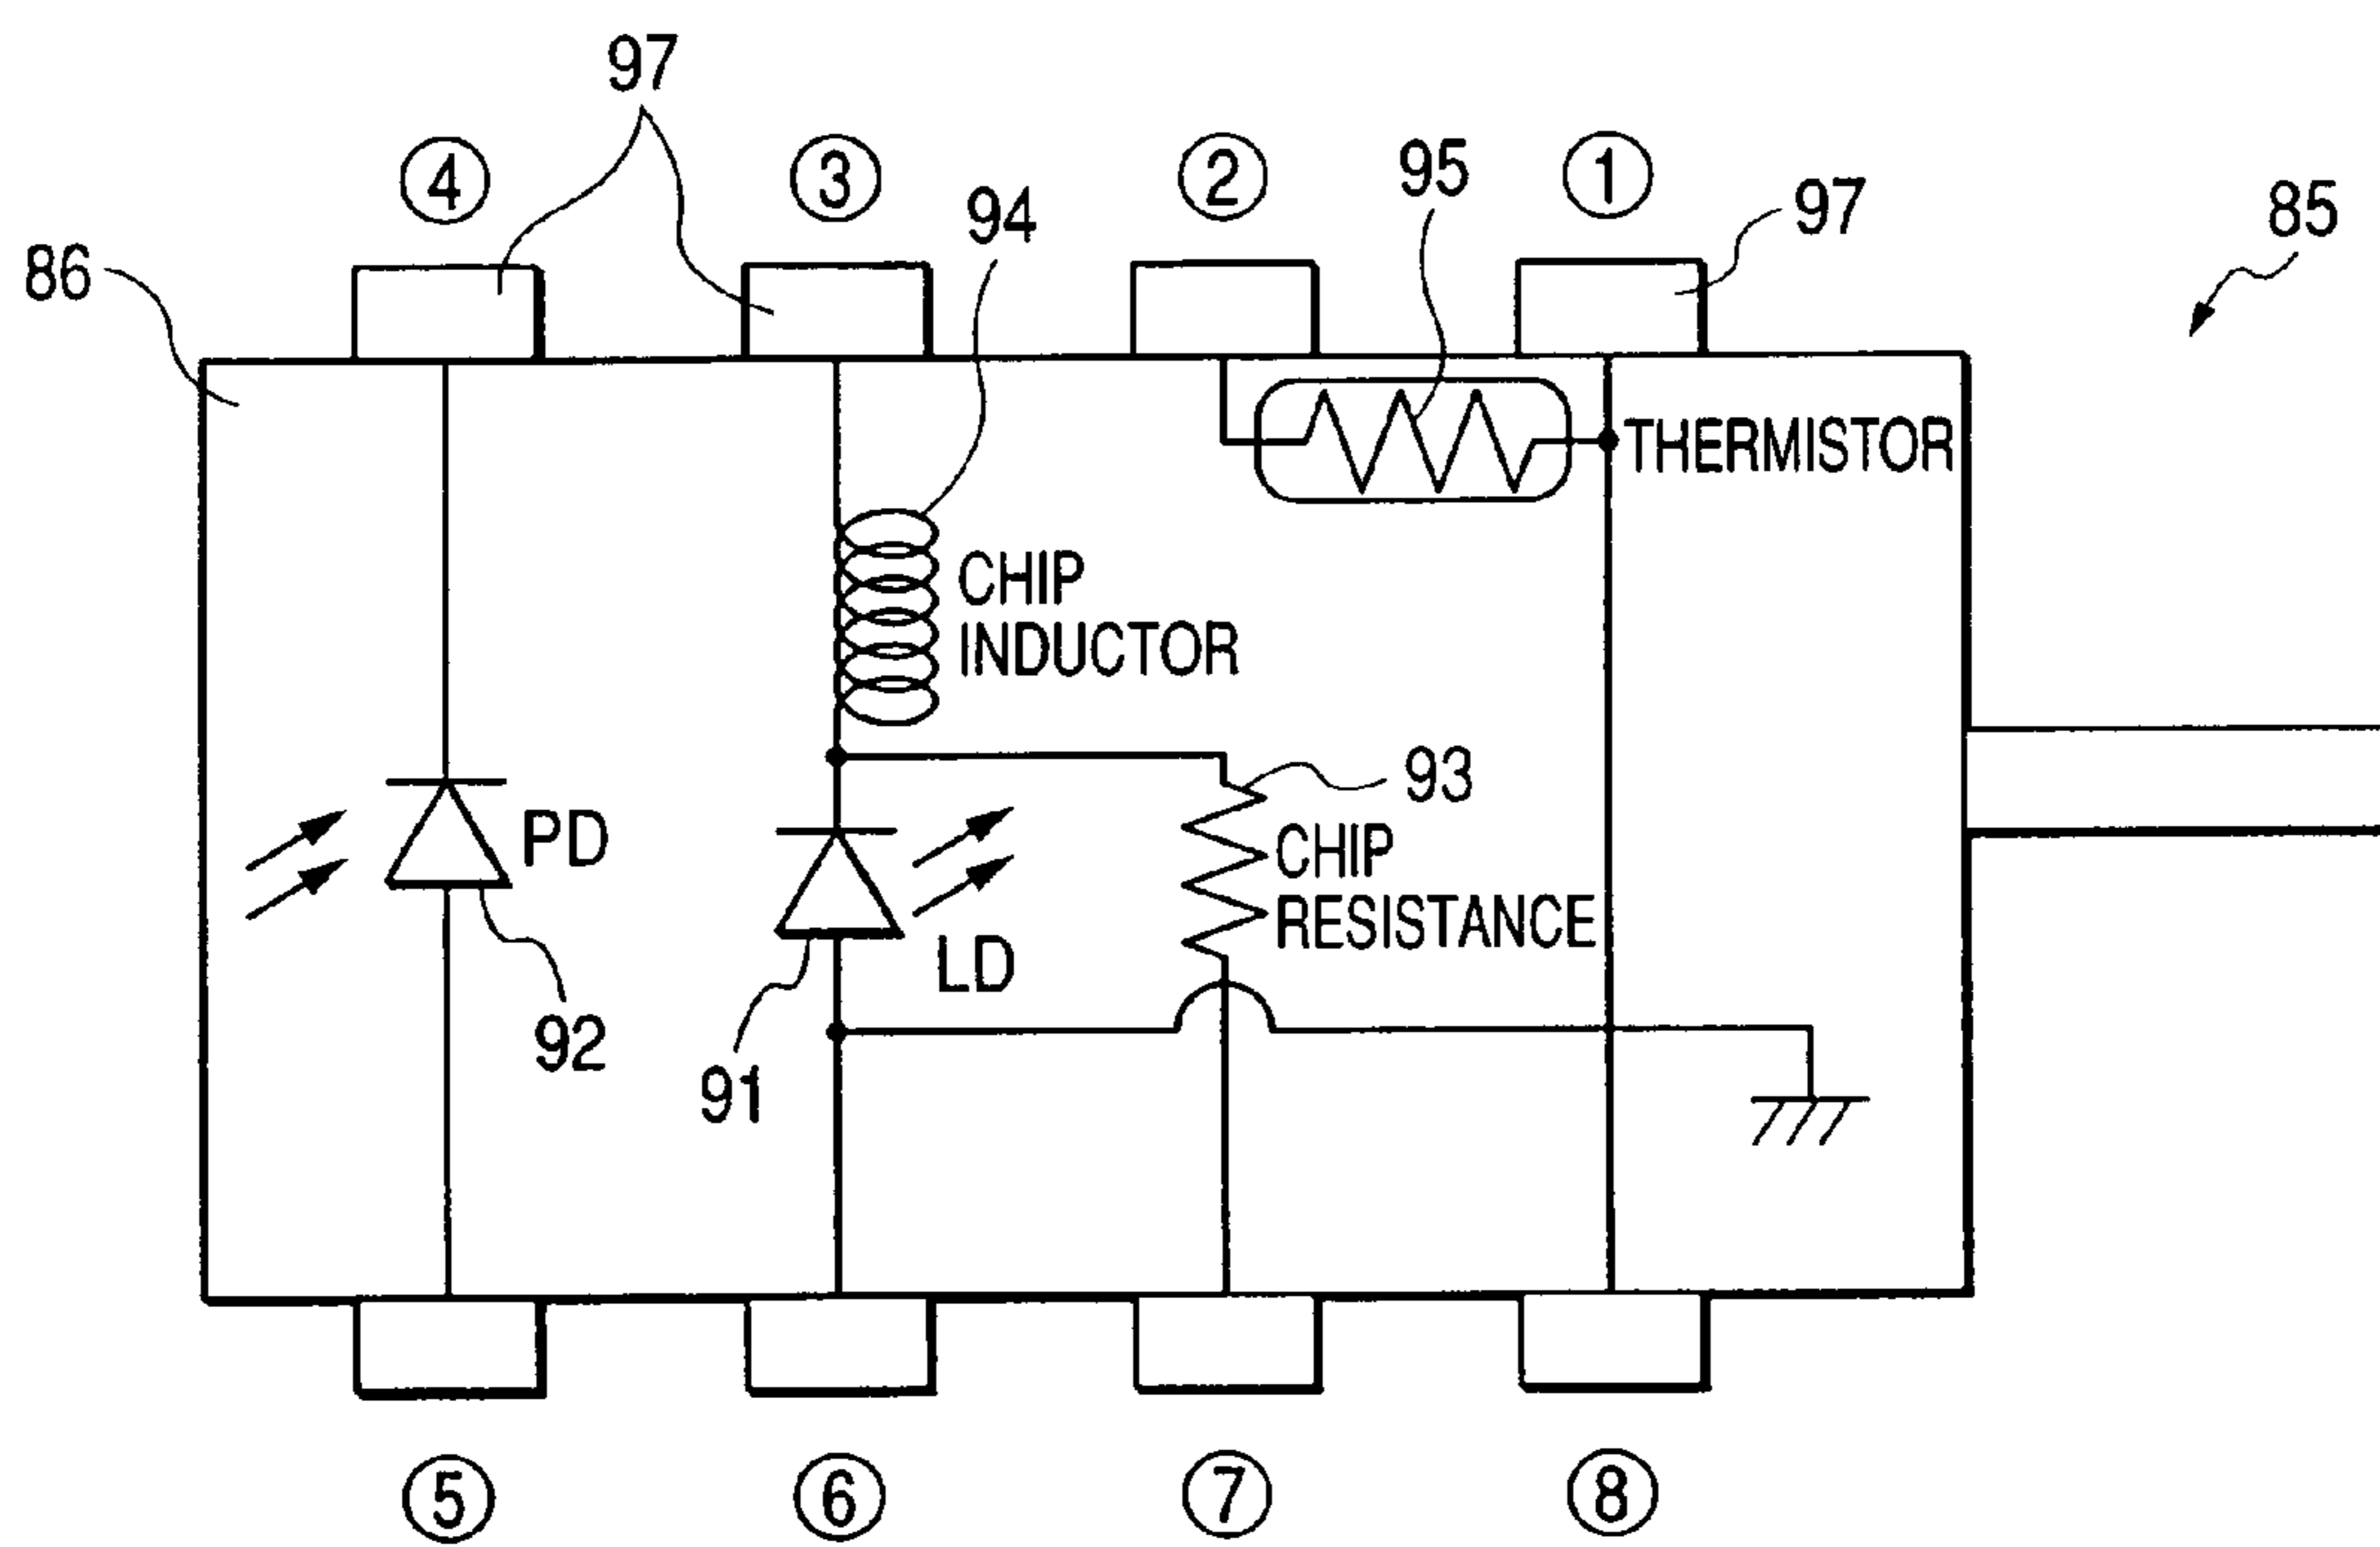 97
④ ③ ② 95 ①
94 97 85
86
THERMISTOR
CHIP
INDUCTOR
93
PD CHIP
RESISTANCE
LD
92
91
⑤ ⑥ ⑦ ⑧